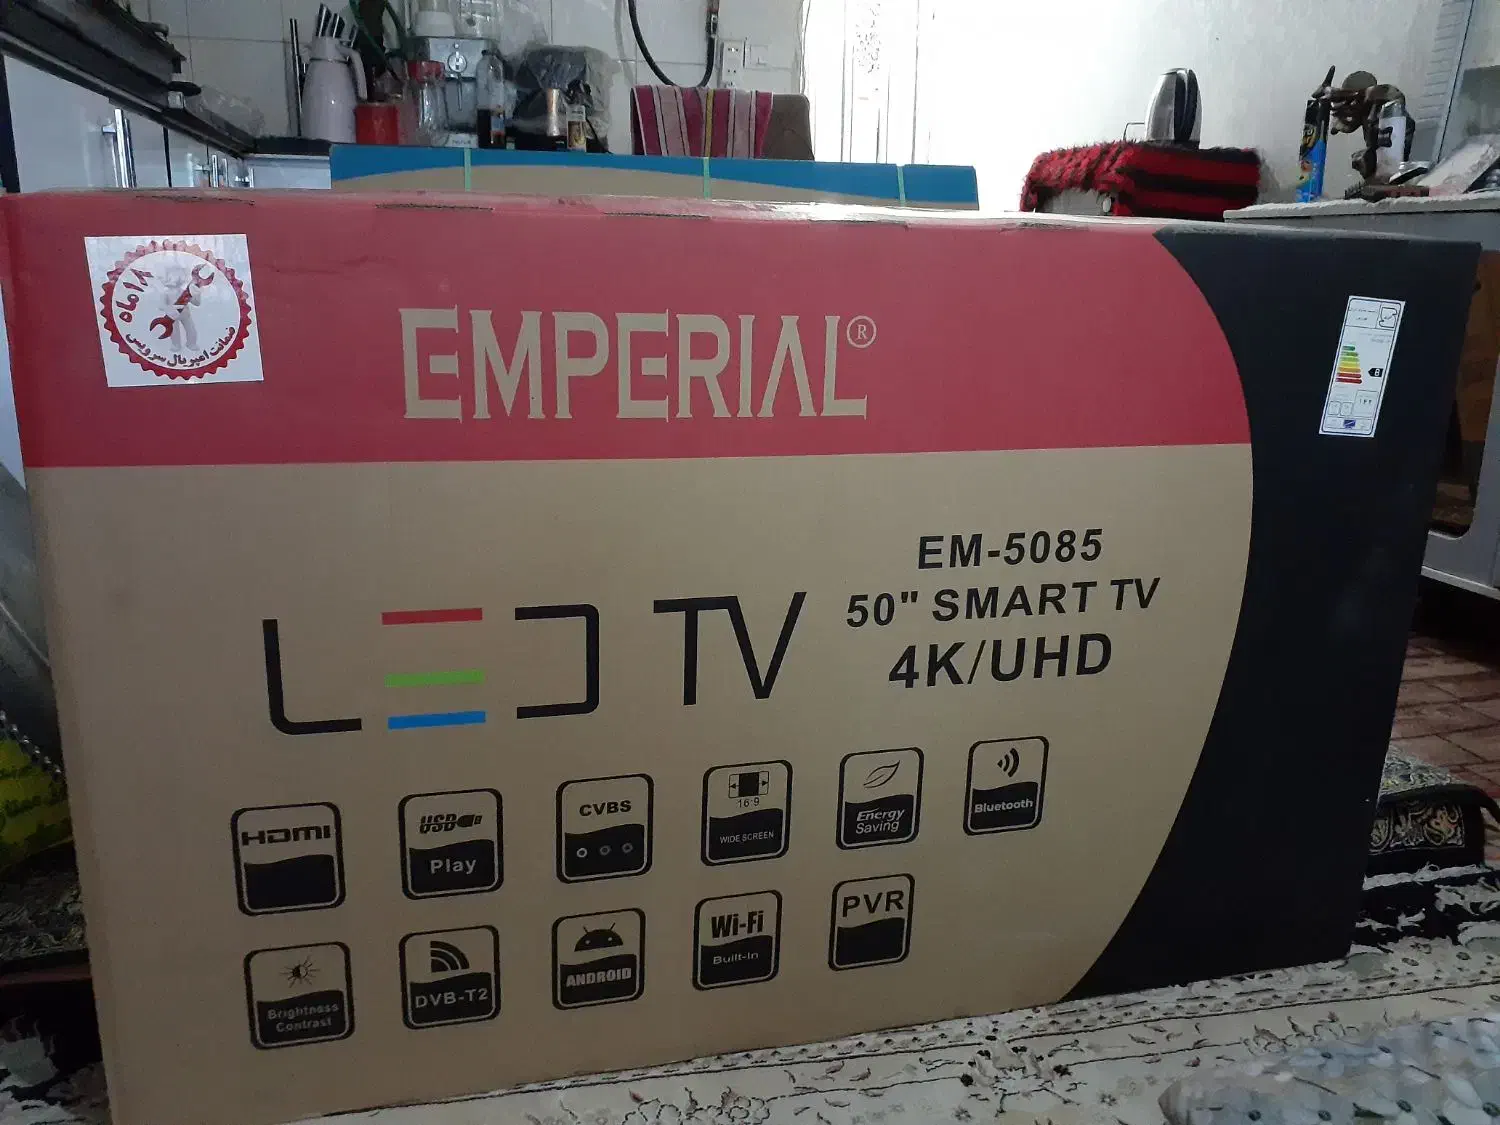 ۱۸ ماه
ضمانت امپریال سرویس
EMPERIAL®
EM-5085
50" SMART TV
4K/UHD
LED TV
HDMI
USB
Play
CVBS
16:9
WIDE SCREEN
Energy
Saving
Bluetooth
Brightness
Contrast
DVB-T2
ANDROID
Wi-Fi
Built-in
PVR
B